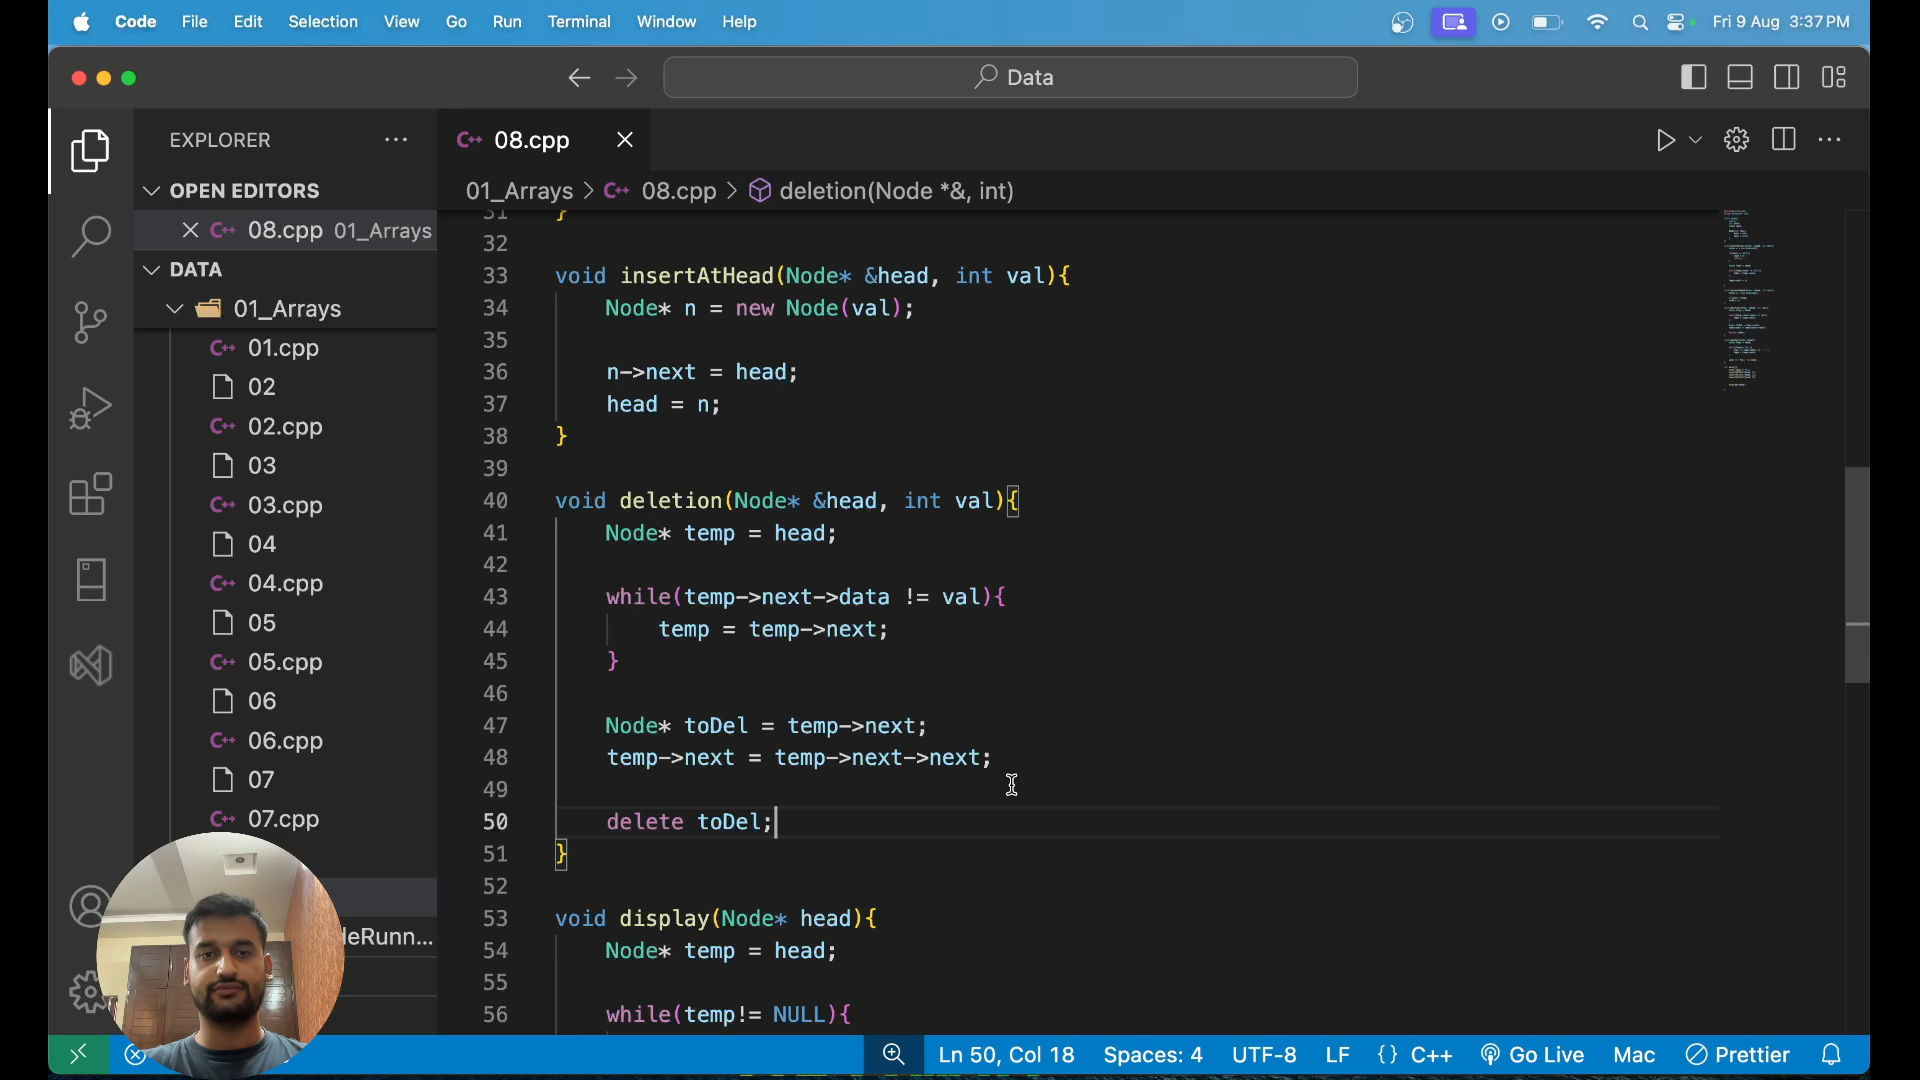 Code File Edit Selection View Go Run Terminal Window Help Fri 9 Aug 3:37 PM
Data
EXPLORER
C++ 08.cpp
OPEN EDITORS
C++ 08.cpp 01_Arrays
01_Arrays > C++ 08.cpp > deletion(Node *&, int)
DATA
01_Arrays
C++ 01.cpp
02
C++ 02.cpp
03
C++ 03.cpp
04
C++ 04.cpp
05
C++ 05.cpp
06
C++ 06.cpp
07
C++ 07.cpp
deRunn...
31 }
32
33 void insertAtHead(Node* &head, int val){
34 Node* n = new Node(val);
35
36 n->next = head;
37 head = n;
38 }
39
40 void deletion(Node* &head, int val){
41 Node* temp = head;
42
43 while(temp->next->data != val){
44 temp = temp->next;
45 }
46
47 Node* toDel = temp->next;
48 temp->next = temp->next->next;
49
50 delete toDel;
51 }
52
53 void display(Node* head){
54 Node* temp = head;
55
56 while(temp!= NULL){
Ln 50, Col 18 Spaces: 4 UTF-8 LF {} C++ Go Live Mac Prettier